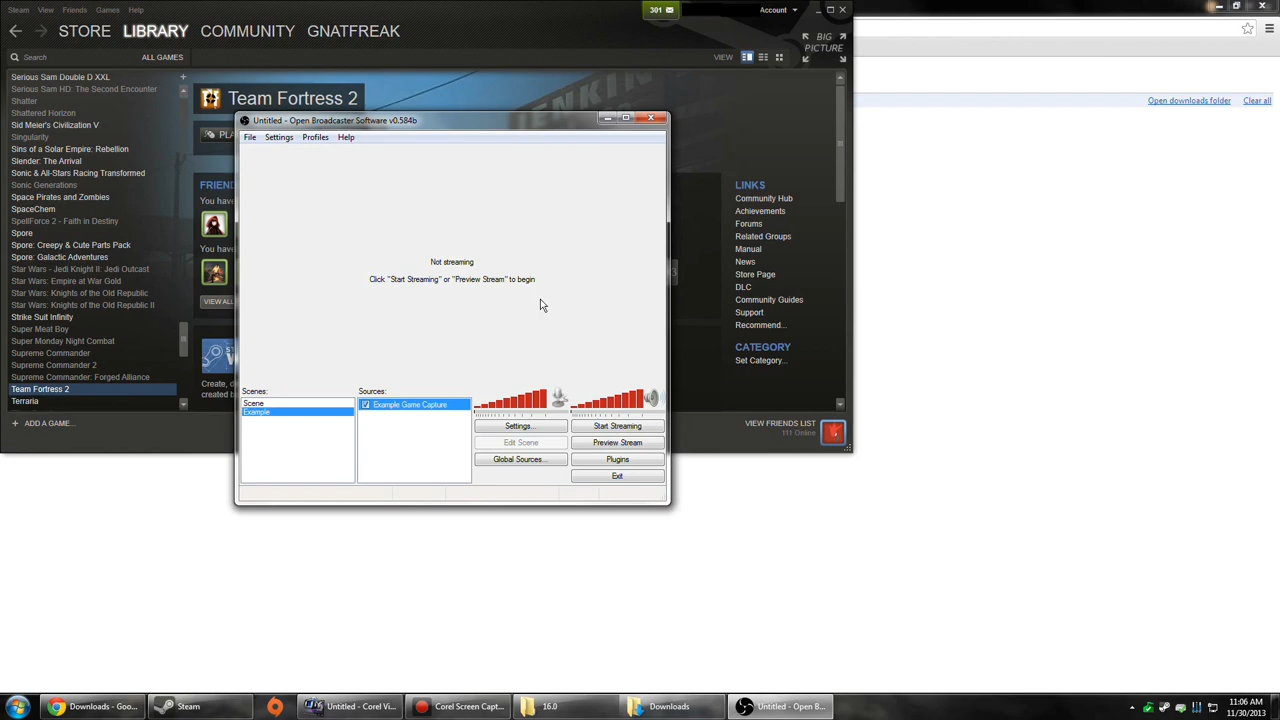 Steam View Friends Games Help
301
Account
STORE LIBRARY COMMUNITY GNATFREAK
BIG PICTURE
Search ALL GAMES
VIEW
Open downloads folder Clear all
Serious Sam Double D XXL
Serious Sam HD: The Second Encounter
Shatter
Shattered Horizon
Sid Meier's Civilization V
Singularity
Sins of a Solar Empire: Rebellion
Slender: The Arrival
Sonic & All-Stars Racing Transformed
Sonic Generations
Space Pirates and Zombies
SpaceChem
SpellForce 2 - Faith in Destiny
Spore
Spore: Creepy & Cute Parts Pack
Spore: Galactic Adventures
Star Wars - Jedi Knight II: Jedi Outcast
Star Wars: Empire at War Gold
Star Wars: Knights of the Old Republic
Star Wars: Knights of the Old Republic II
Strike Suit Infinity
Super Meat Boy
Super Monday Night Combat
Supreme Commander
Supreme Commander 2
Supreme Commander: Forged Alliance
Team Fortress 2
Terraria
ADD A GAME...
Team Fortress 2
PLA
FRIEN
You have
You have
VIEW ALL
Create, d
created b
LINKS
Community Hub
Achievements
Forums
Related Groups
Manual
News
Store Page
DLC
Community Guides
Support
Recommend...
CATEGORY
Set Category...
VIEW FRIENDS LIST
111 Online
Untitled - Open Broadcaster Software v0.584b
File Settings Profiles Help
Not streaming
Click "Start Streaming" or "Preview Stream" to begin
Scenes: Sources:
Scene
Example
Example Game Capture
Settings... Start Streaming
Edit Scene Preview Stream
Global Sources... Plugins
Exit
Downloads - Goo...
Steam
Untitled - Corel Vi...
Corel Screen Capt...
16.0
Downloads
Untitled - Open B...
11:06 AM
11/30/2013